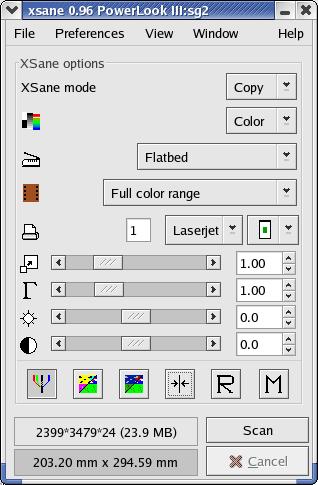 xsane 0.96 PowerLook III:sg2
File Preferences View Window Help
XSane options
XSane mode Copy
Color
Flatbed
Full color range
1 Laserjet
1.00
Γ 1.00
0.0
0.0
R M
2399*3479*24 (23.9 MB) Scan
203.20 mm x 294.59 mm Cancel